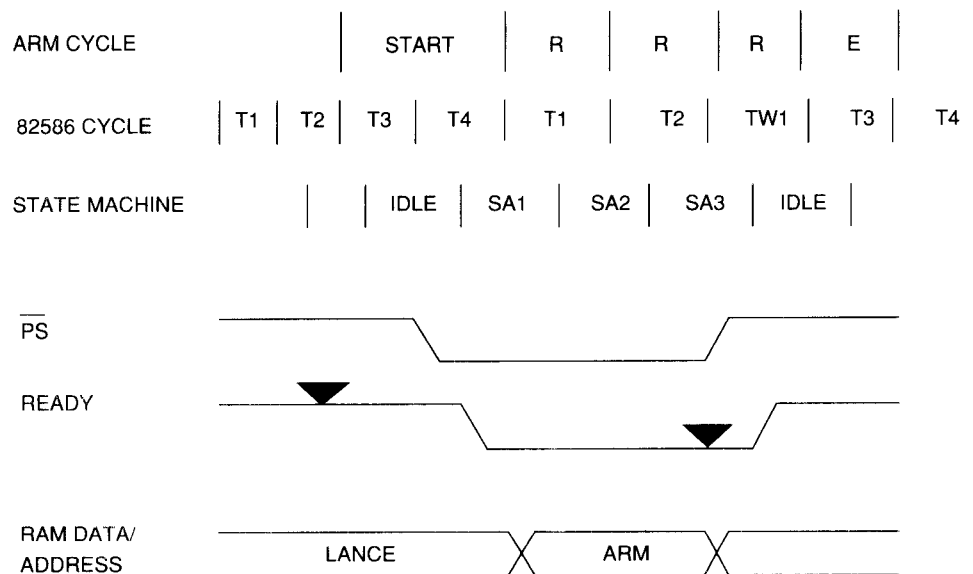 ARM CYCLE START R R R E
82586 CYCLE T1 T2 T3 T4 T1 T2 TW1 T3 T4
STATE MACHINE IDLE SA1 SA2 SA3 IDLE
PS
READY
RAM DATA/
ADDRESS LANCE ARM